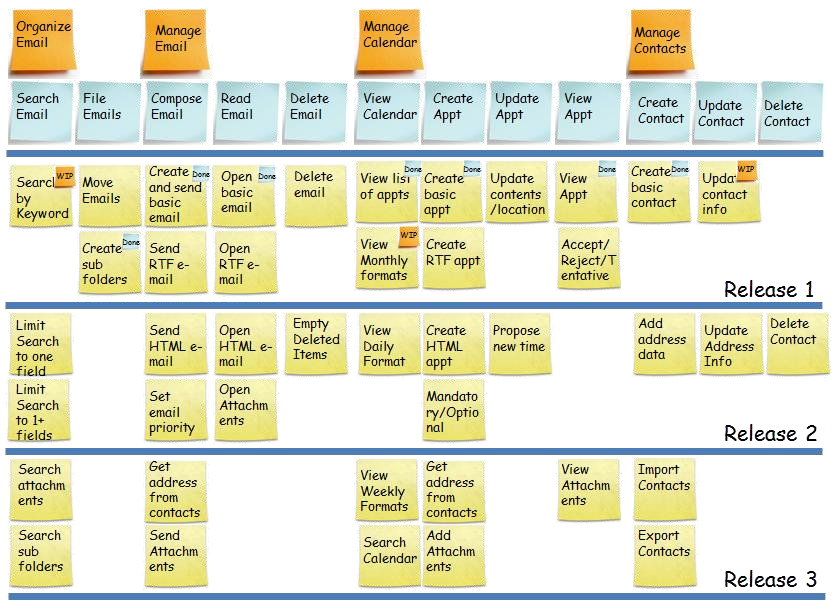 Organize
Email
Manage
Email
Manage
Calendar
Manage
Contacts
Search
Email
File
Emails
Compose
Email
Read
Email
Delete
Email
View
Calendar
Create
Appt
Update
Appt
View
Appt
Create
Contact
Update
Contact
Delete
Contact
Search
by
Keyword
WIP
Move
Emails
Create
and send
basic
email
Done
Open
basic
email
Done
Delete
email
View list
of appts
Done
Create
basic
appt
Done
Update
contents
/location
View
Appt
Done
Create
basic
contact
Done
Update
contact
info
WIP
Create
sub
folders
Done
Send
RTF e-
mail
Open
RTF e-
mail
View
Monthly
formats
WIP
Create
RTF appt
Accept/
Reject/T
entative
Release 1
Limit
Search
to one
field
Send
HTML e-
mail
Open
HTML e-
mail
Empty
Deleted
Items
View
Daily
Format
Create
HTML
appt
Propose
new time
Add
address
data
Update
Address
Info
Delete
Contact
Limit
Search
to 1+
fields
Set
email
priority
Open
Attachm
ents
Mandato
ry/Optio
nal
Release 2
Search
attachm
ents
Get
address
from
contacts
View
Weekly
Formats
Get
address
from
contacts
View
Attachm
ents
Import
Contacts
Search
sub
folders
Send
Attachm
ents
Search
Calendar
Add
Attachm
ents
Export
Contacts
Release 3